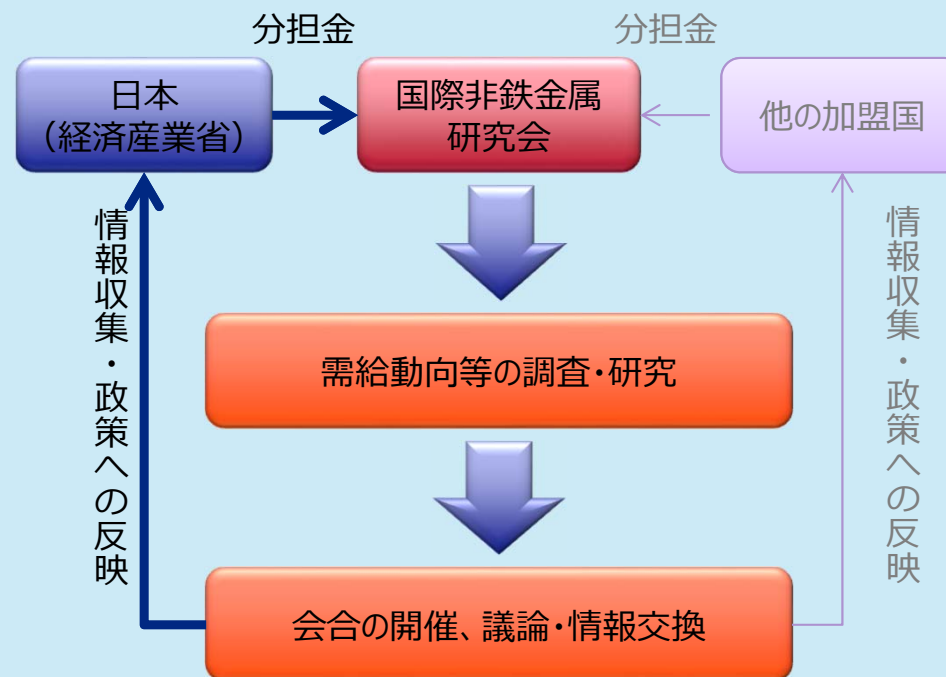 分担金
分担金
日本
（経済産業省）
国際非鉄金属
研究会
他の加盟国
情報収集・政策への反映
需給動向等の調査・研究
情報収集・政策への反映
会合の開催、議論・情報交換